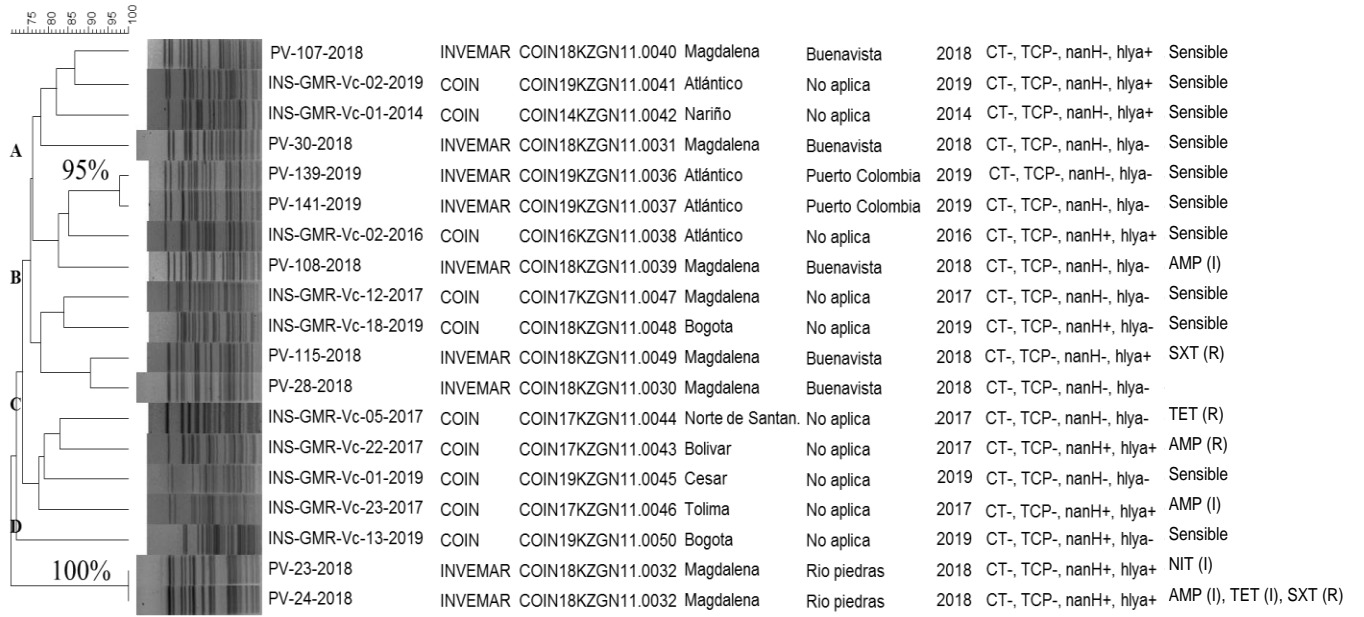 75 80 85 90 95 100
PV-107-2018 INVEMAR COIN18KZGN11.0040 Magdalena Buenavista 2018 CT-, TCP-, nanH-, hlya+ Sensible
INS-GMR-Vc-02-2019 COIN COIN19KZGN11.0041 Atlántico No aplica 2019 CT-, TCP-, nanH-, hlya+ Sensible
INS-GMR-Vc-01-2014 COIN COIN14KZGN11.0042 Nariño No aplica 2014 CT-, TCP-, nanH-, hlya+ Sensible
A PV-30-2018 INVEMAR COIN18KZGN11.0031 Magdalena Buenavista 2018 CT-, TCP-, nanH-, hlya- Sensible
95% PV-139-2019 INVEMAR COIN19KZGN11.0036 Atlántico Puerto Colombia 2019 CT-, TCP-, nanH-, hlya- Sensible
PV-141-2019 INVEMAR COIN19KZGN11.0037 Atlántico Puerto Colombia 2019 CT-, TCP-, nanH-, hlya- Sensible
INS-GMR-Vc-02-2016 COIN COIN16KZGN11.0038 Atlántico No aplica 2016 CT-, TCP-, nanH+, hlya+ Sensible
B PV-108-2018 INVEMAR COIN18KZGN11.0039 Magdalena Buenavista 2018 CT-, TCP-, nanH-, hlya- AMP (I)
INS-GMR-Vc-12-2017 COIN COIN17KZGN11.0047 Magdalena No aplica 2017 CT-, TCP-, nanH-, hlya- Sensible
INS-GMR-Vc-18-2019 COIN COIN18KZGN11.0048 Bogota No aplica 2019 CT-, TCP-, nanH+, hlya- Sensible
PV-115-2018 INVEMAR COIN18KZGN11.0049 Magdalena Buenavista 2018 CT-, TCP-, nanH-, hlya+ SXT (R)
PV-28-2018 INVEMAR COIN18KZGN11.0030 Magdalena Buenavista 2018 CT-, TCP-, nanH-, hlya-
C INS-GMR-Vc-05-2017 COIN COIN17KZGN11.0044 Norte de Santan. No aplica 2017 CT-, TCP-, nanH-, hlya- TET (R)
INS-GMR-Vc-22-2017 COIN COIN17KZGN11.0043 Bolivar No aplica 2017 CT-, TCP-, nanH+, hlya+ AMP (R)
INS-GMR-Vc-01-2019 COIN COIN19KZGN11.0045 Cesar No aplica 2019 CT-, TCP-, nanH-, hlya- Sensible
INS-GMR-Vc-23-2017 COIN COIN17KZGN11.0046 Tolima No aplica 2017 CT-, TCP-, nanH+, hlya+ AMP (I)
D INS-GMR-Vc-13-2019 COIN COIN19KZGN11.0050 Bogota No aplica 2019 CT-, TCP-, nanH+, hlya- Sensible
100% PV-23-2018 INVEMAR COIN18KZGN11.0032 Magdalena Rio piedras 2018 CT-, TCP-, nanH+, hlya+ NIT (I)
PV-24-2018 INVEMAR COIN18KZGN11.0032 Magdalena Rio piedras 2018 CT-, TCP-, nanH+, hlya+ AMP (I), TET (I), SXT (R)